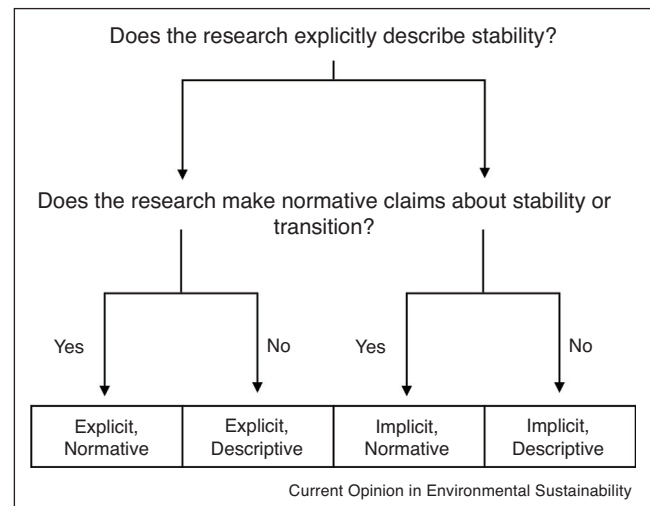 Does the research explicitly describe stability?
Does the research make normative claims about stability or
transition?
Yes
No
Yes
No
Explicit,
Normative
Explicit,
Descriptive
Implicit,
Normative
Implicit,
Descriptive
Current Opinion in Environmental Sustainability